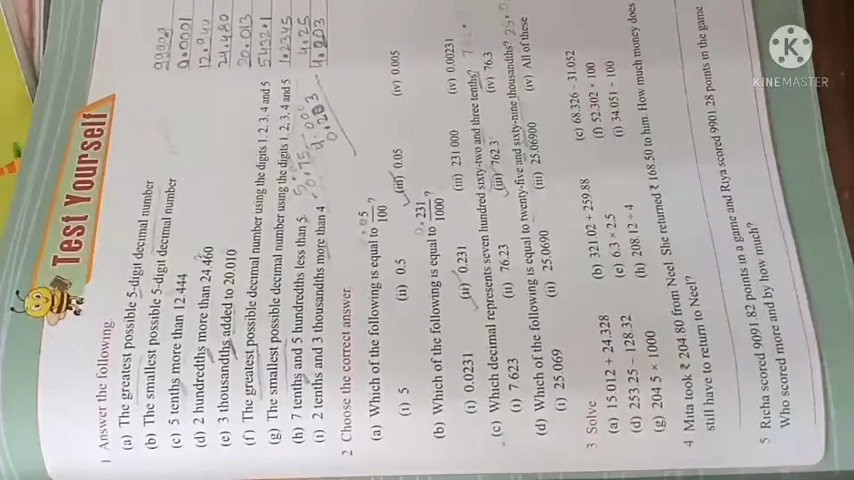 Test Yourself
1 Answer the following.
(a) The greatest possible 5-digit decimal number
(b) The smallest possible 5-digit decimal number 0.0001
(c) 5 tenths more than 12.444 12.940
(d) 2 hundredths more than 24.460 24.480
(e) 3 thousandths added to 20.010 20.013
(f) The greatest possible decimal number using the digits 1, 2, 3, 4 and 5 5432.1
(g) The smallest possible decimal number using the digits 1, 2, 3, 4 and 5 1.2345
(h) 7 tenths and 5 hundredths less than 5 4.25
(i) 2 tenths and 3 thousandths more than 4 4.203
2 Choose the correct answer.
(a) Which of the following is equal to 05/100?
(i) 5 (ii) 0.5 (iii) 0.05 (iv) 0.005
(b) Which of the following is equal to 231/1000?
(i) 0.0231 (ii) 0.231 (iii) 231.000 (iv) 0.00231
(c) Which decimal represents seven hundred sixty-two and three tenths?
(i) 7.623 (ii) 76.23 (iii) 762.3 (iv) 76.3
(d) Which of the following is equal to twenty-five and sixty-nine thousandths?
(i) 25.069 (ii) 25.0690 (iii) 25.06900 (iv) All of these
3 Solve
(a) 15.012 + 24.328 (b) 321.02 + 259.88 (c) 68.326 – 31.052
(d) 253.25 – 128.32 (e) 6.3 × 2.5 (f) 52.302 × 100
(g) 204.5 × 1000 (h) 208.12 ÷ 4 (i) 34.051 ÷ 100
4 Mita took ₹ 204.80 from Neel. She returned ₹ 168.50 to him. How much money does
still have to return to Neel?
5 Richa scored 9091.82 points in a game and Riya scored 9901.28 points in the game
Who scored more and by how much?
KINEMASTER